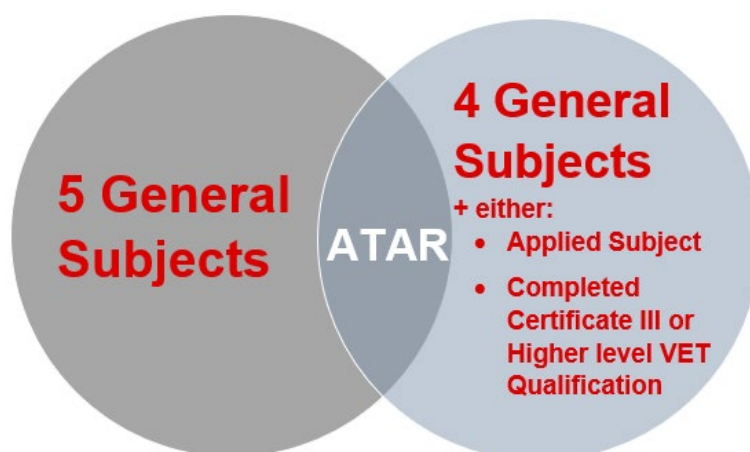 5 General
Subjects
ATAR
4 General
Subjects
+ either:
• Applied Subject
• Completed
Certificate III or
Higher level VET
Qualification